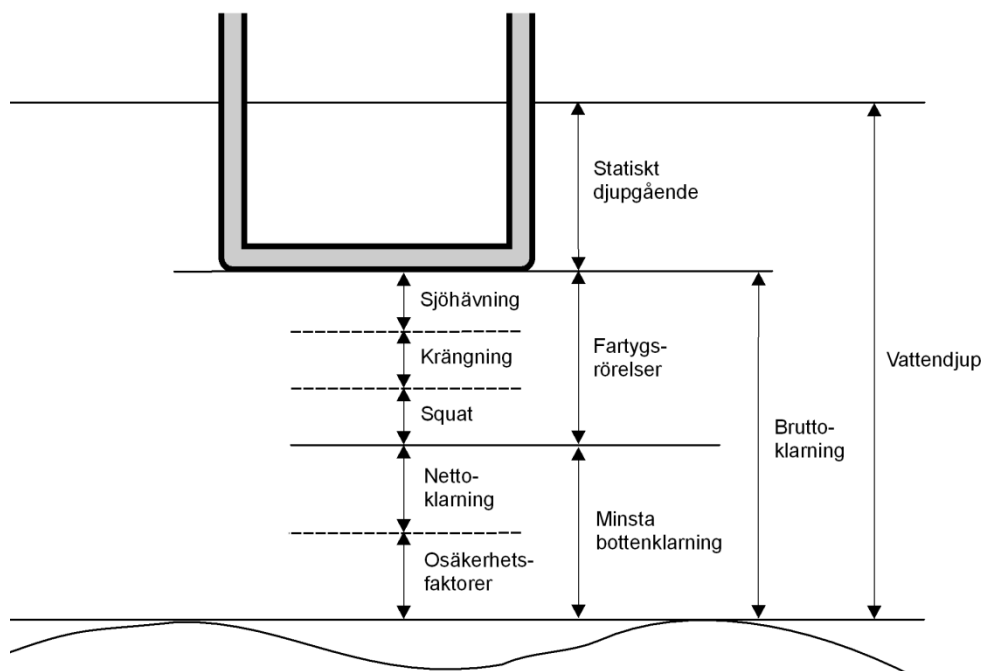 Statiskt
djupgående
Sjöhävning
Krängning
Fartygs-
rörelser
Vattendjup
Squat
Brutto-
klarning
Netto-
klarning
Minsta
bottenklarning
Osäkerhets-
faktorer